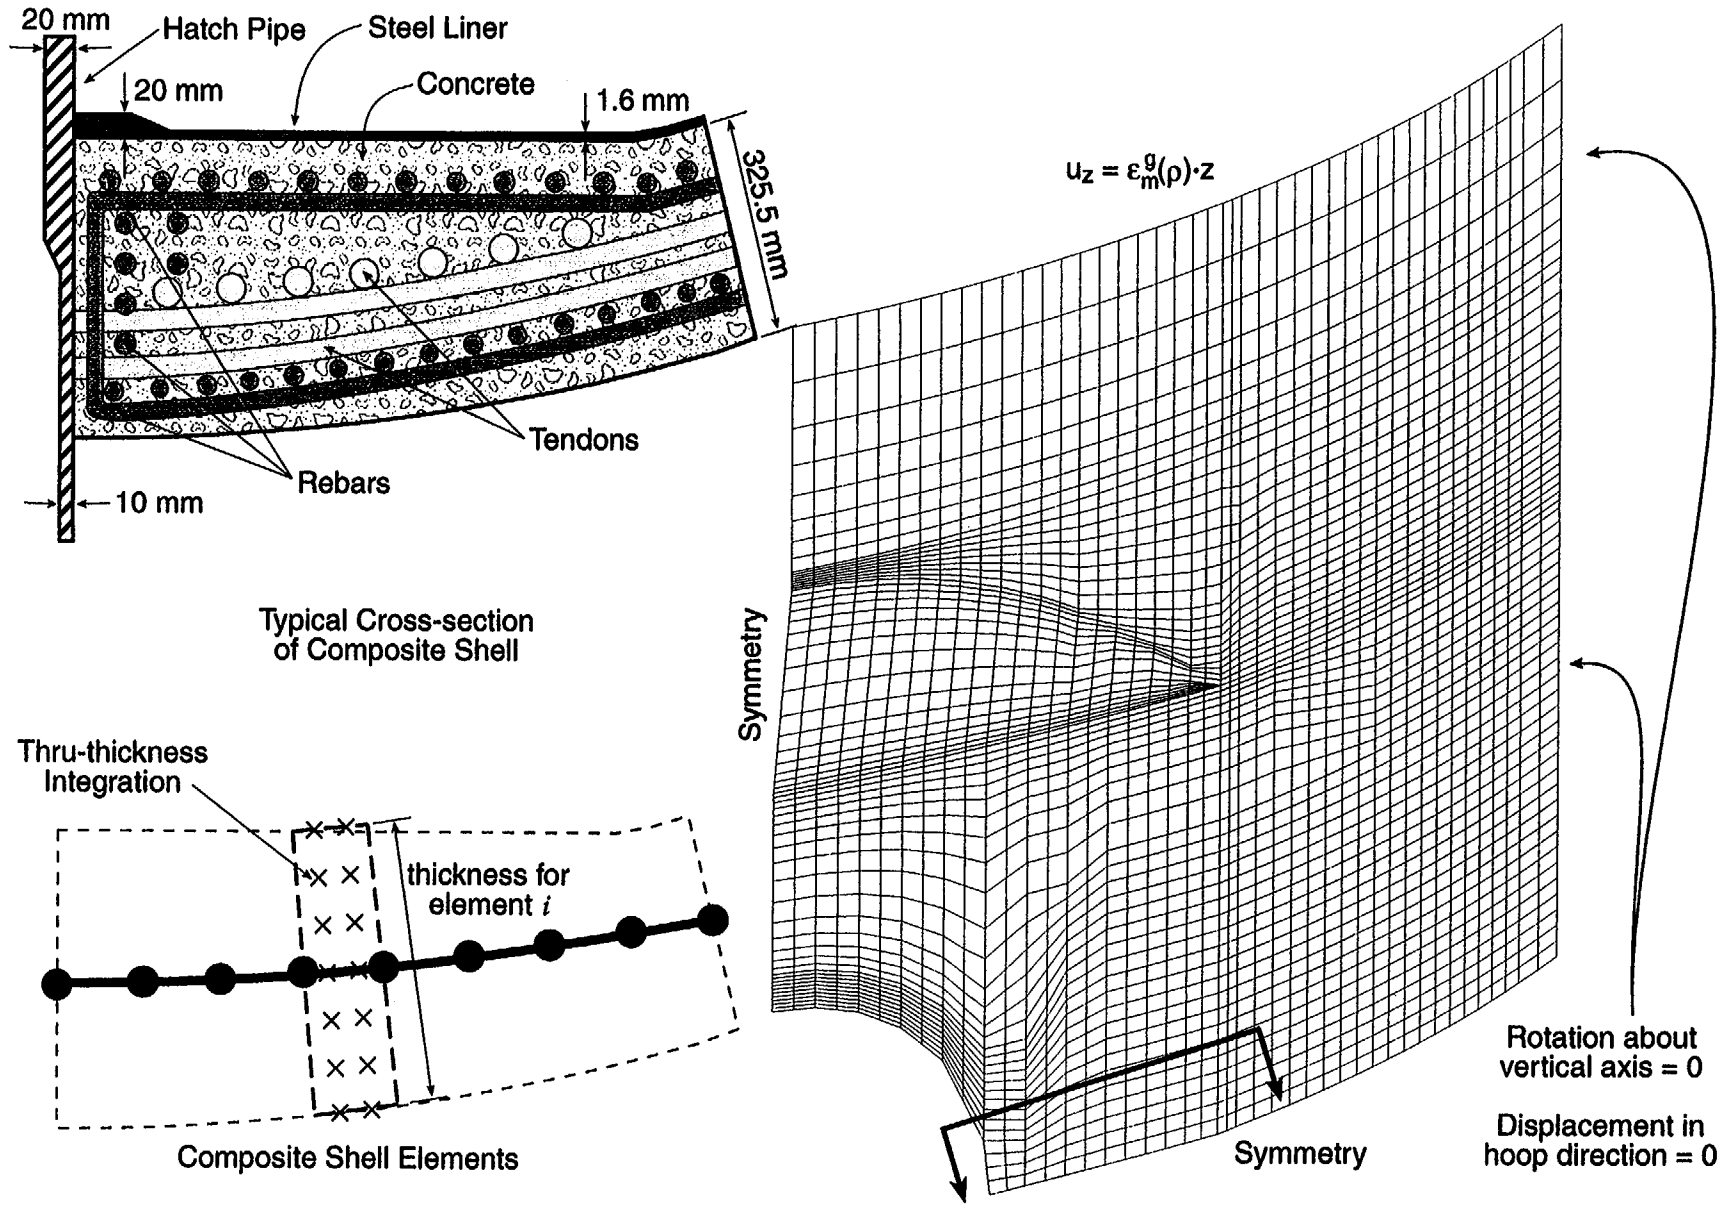 20 mm
Hatch Pipe
Steel Liner
Concrete
20 mm
1.6 mm
325.5 mm
Tendons
Rebars
10 mm
Typical Cross-section
of Composite Shell
u_z = ε_m^g(ρ)·z
Symmetry
Thru-thickness
Integration
thickness for
element i
Composite Shell Elements
Symmetry
Rotation about
vertical axis = 0
Displacement in
hoop direction = 0